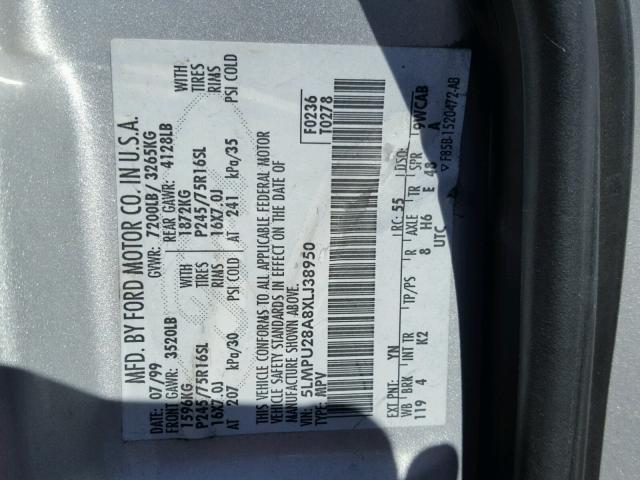 MFD. BY FORD MOTOR CO. IN U.S.A.
DATE: 07/99 GVWR: 7200LB/ 3265KG
FRONT GAWR: 3520LB REAR GAWR: 4128LB
1596KG 1872KG WITH
P245/75R16SL P245/75R16SL TIRES
16X7.0J 16X7.0J RIMS
AT 207 kPa/30 AT 241 kPa/35 PSI COLD
WITH
TIRES
RIMS
PSI COLD
THIS VEHICLE CONFORMS TO ALL APPLICABLE FEDERAL MOTOR
VEHICLE SAFETY AND BUMPER STANDARDS IN EFFECT ON THE DATE OF
MANUFACTURE SHOWN ABOVE.
VIN: 5LMPU28A8XLJ38950
TYPE: MPV
F0236
T0278
EXT PNT: YN RC: 55 DSO:
WB BRK INT TR TP/PS R AXLE TR SPR
119 4 K2 8 H6 E 48 9WCAB
A
UTC
▽F85B-1520472-AB